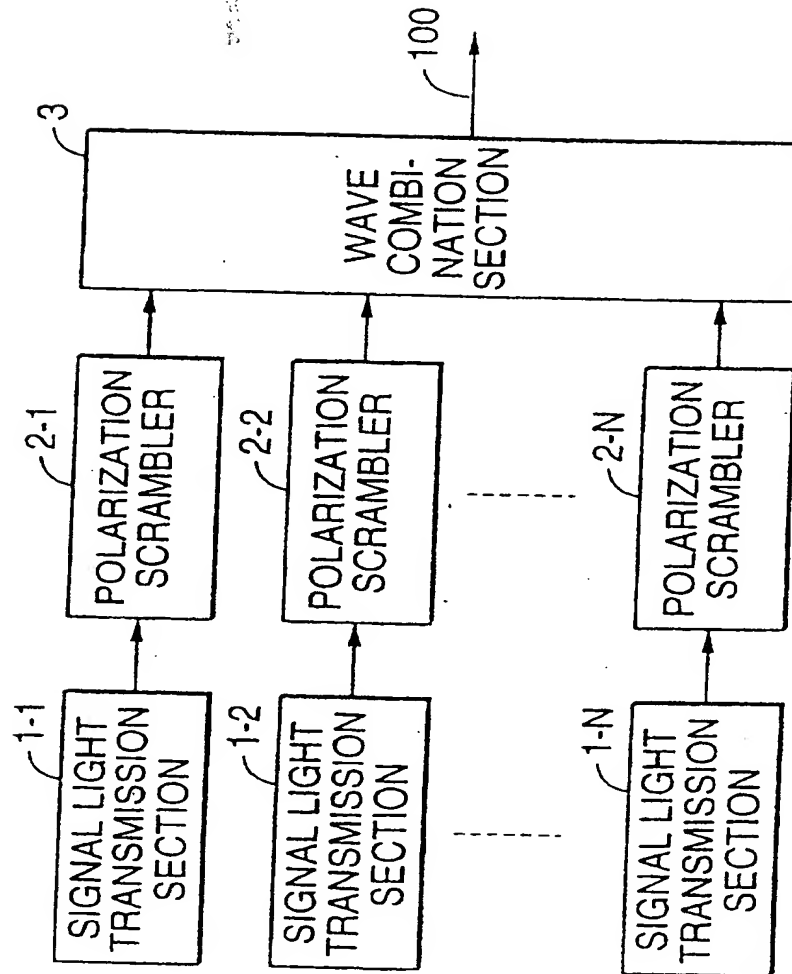 1-1
SIGNAL LIGHT
TRANSMISSION
SECTION
2-1
POLARIZATION
SCRAMBLER
1-2
SIGNAL LIGHT
TRANSMISSION
SECTION
2-2
POLARIZATION
SCRAMBLER
1-N
SIGNAL LIGHT
TRANSMISSION
SECTION
2-N
POLARIZATION
SCRAMBLER
3
WAVE
COMBI-
NATION
SECTION
100